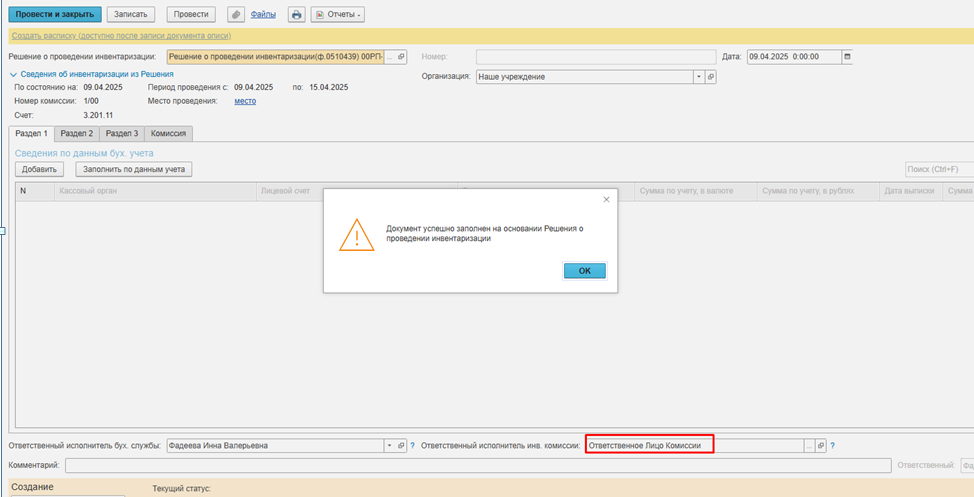 Провести и закрыть Записать Провести Файлы Отчеты
Создать расписку (доступно после записи документа описи)
Решение о проведении инвентаризации: Решение о проведении инвентаризации(ф.0510439) 00РП- ... Номер: Дата: 09.04.2025 0:00:00
Сведения об инвентаризации из Решения Организация: Наше учреждение
По состоянию на: 09.04.2025 Период проведения с: 09.04.2025 по: 15.04.2025
Номер комиссии: 1/00 Место проведения: место
Счет: 3.201.11
Раздел 1 Раздел 2 Раздел 3 Комиссия
Сведения по данным бух. учета
Добавить Заполнить по данным учета Поиск (Ctrl+F)
N Кассовый орган Лицевой счет Сумма по учету, в валюте Сумма по учету, в рублях Дата выписки Сумма
Документ успешно заполнен на основании Решения о
проведении инвентаризации
OK
Ответственный исполнитель бух. службы: Фадеева Инна Валерьевна ? Ответственный исполнитель инв. комиссии: Ответственное Лицо Комиссии ... ?
Комментарий: Ответственный: Фа
Создание Текущий статус: